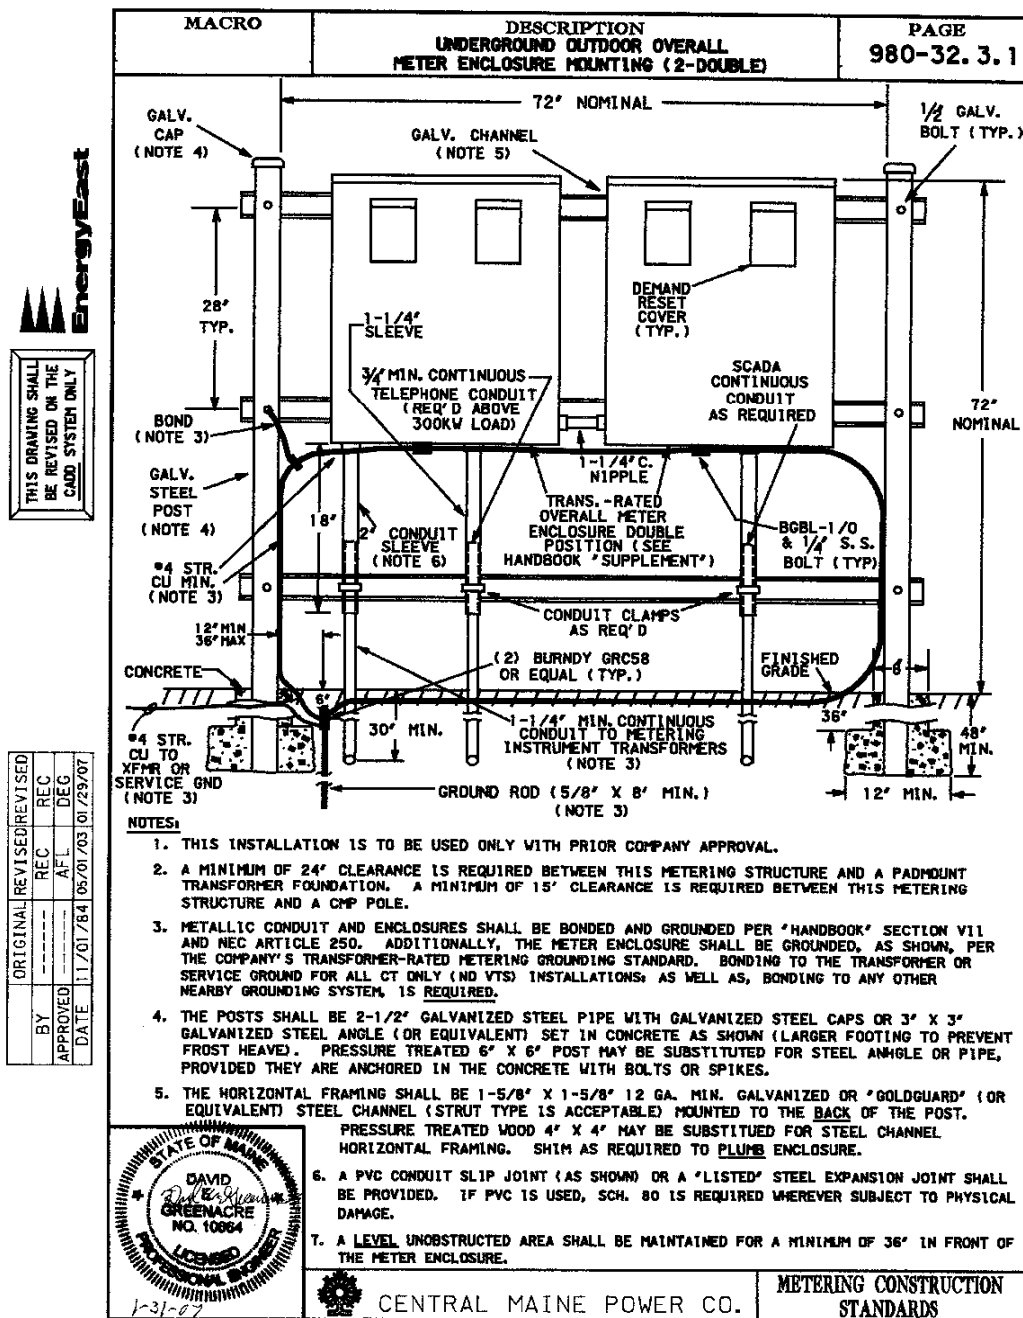 MACRO
DESCRIPTION
UNDERGROUND OUTDOOR OVERALL
METER ENCLOSURE MOUNTING (2-DOUBLE)
PAGE
980-32.3.1
EnergyEast
THIS DRAWING SHALL
BE REVISED ON THE
CADD SYSTEM ONLY
72" NOMINAL
GALV.
CAP
(NOTE 4)
GALV. CHANNEL
(NOTE 5)
1/2 GALV.
BOLT (TYP.)
28"
TYP.
1-1/4"
SLEEVE
DEMAND
RESET
COVER
(TYP.)
3/4" MIN. CONTINUOUS
TELEPHONE CONDUIT
(REQ'D ABOVE
300KW LOAD)
SCADA
CONTINUOUS
CONDUIT
AS REQUIRED
72"
NOMINAL
BOND
(NOTE 3)
1-1/4" C.
NIPPLE
GALV.
STEEL
POST
(NOTE 4)
18"
2" CONDUIT
SLEEVE
(NOTE 6)
TRANS.-RATED
OVERALL METER
ENCLOSURE DOUBLE
POSITION (SEE
HANDBOOK "SUPPLEMENT")
BGBL-1/0
& 1/4" S.S.
BOLT (TYP)
#4 STR.
CU MIN.
(NOTE 3)
CONDUIT CLAMPS
AS REQ'D
12" MIN
36" MAX
(2) BURNDY GRC58
OR EQUAL (TYP.)
FINISHED
GRADE
6"
CONCRETE
6"
30" MIN.
36"
48"
MIN.
1-1/4" MIN. CONTINUOUS
CONDUIT TO METERING
INSTRUMENT TRANSFORMERS
(NOTE 3)
#4 STR.
CU TO
XFMR OR
SERVICE GND
(NOTE 3)
GROUND ROD (5/8" X 8' MIN.)
(NOTE 3)
12" MIN.
NOTES:
1. THIS INSTALLATION IS TO BE USED ONLY WITH PRIOR COMPANY APPROVAL.
2. A MINIMUM OF 24" CLEARANCE IS REQUIRED BETWEEN THIS METERING STRUCTURE AND A PADMOUNT
TRANSFORMER FOUNDATION. A MINIMUM OF 15' CLEARANCE IS REQUIRED BETWEEN THIS METERING
STRUCTURE AND A CMP POLE.
3. METALLIC CONDUIT AND ENCLOSURES SHALL BE BONDED AND GROUNDED PER "HANDBOOK" SECTION VII
AND NEC ARTICLE 250. ADDITIONALLY, THE METER ENCLOSURE SHALL BE GROUNDED, AS SHOWN, PER
THE COMPANY'S TRANSFORMER-RATED METERING GROUNDING STANDARD. BONDING TO THE TRANSFORMER OR
SERVICE GROUND FOR ALL CT ONLY (NO VTS) INSTALLATIONS; AS WELL AS, BONDING TO ANY OTHER
NEARBY GROUNDING SYSTEM, IS REQUIRED.
4. THE POSTS SHALL BE 2-1/2" GALVANIZED STEEL PIPE WITH GALVANIZED STEEL CAPS OR 3" X 3"
GALVANIZED STEEL ANGLE (OR EQUIVALENT) SET IN CONCRETE AS SHOWN (LARGER FOOTING TO PREVENT
FROST HEAVE). PRESSURE TREATED 6" X 6" POST MAY BE SUBSTITUTED FOR STEEL ANHGLE OR PIPE,
PROVIDED THEY ARE ANCHORED IN THE CONCRETE WITH BOLTS OR SPIKES.
5. THE HORIZONTAL FRAMING SHALL BE 1-5/8" X 1-5/8" 12 GA. MIN. GALVANIZED OR "GOLDGUARD" (OR
EQUIVALENT) STEEL CHANNEL (STRUT TYPE IS ACCEPTABLE) MOUNTED TO THE BACK OF THE POST.
PRESSURE TREATED WOOD 4" X 4" MAY BE SUBSTITUED FOR STEEL CHANNEL
HORIZONTAL FRAMING. SHIM AS REQUIRED TO PLUMB ENCLOSURE.
6. A PVC CONDUIT SLIP JOINT (AS SHOWN) OR A "LISTED" STEEL EXPANSION JOINT SHALL
BE PROVIDED. IF PVC IS USED, SCH. 80 IS REQUIRED WHEREVER SUBJECT TO PHYSICAL
DAMAGE.
7. A LEVEL UNOBSTRUCTED AREA SHALL BE MAINTAINED FOR A MINIMUM OF 36" IN FRONT OF
THE METER ENCLOSURE.
ORIGINAL REVISED REVISED
BY ------ REC REC
APPROVED ------ AFL DEG
DATE 11/01/84 05/01/03 01/29/07
STATE OF MAINE
DAVID
E.
GREENACRE
NO. 10864
LICENSED
PROFESSIONAL ENGINEER
1-31-07
CENTRAL MAINE POWER CO.
METERING CONSTRUCTION
STANDARDS